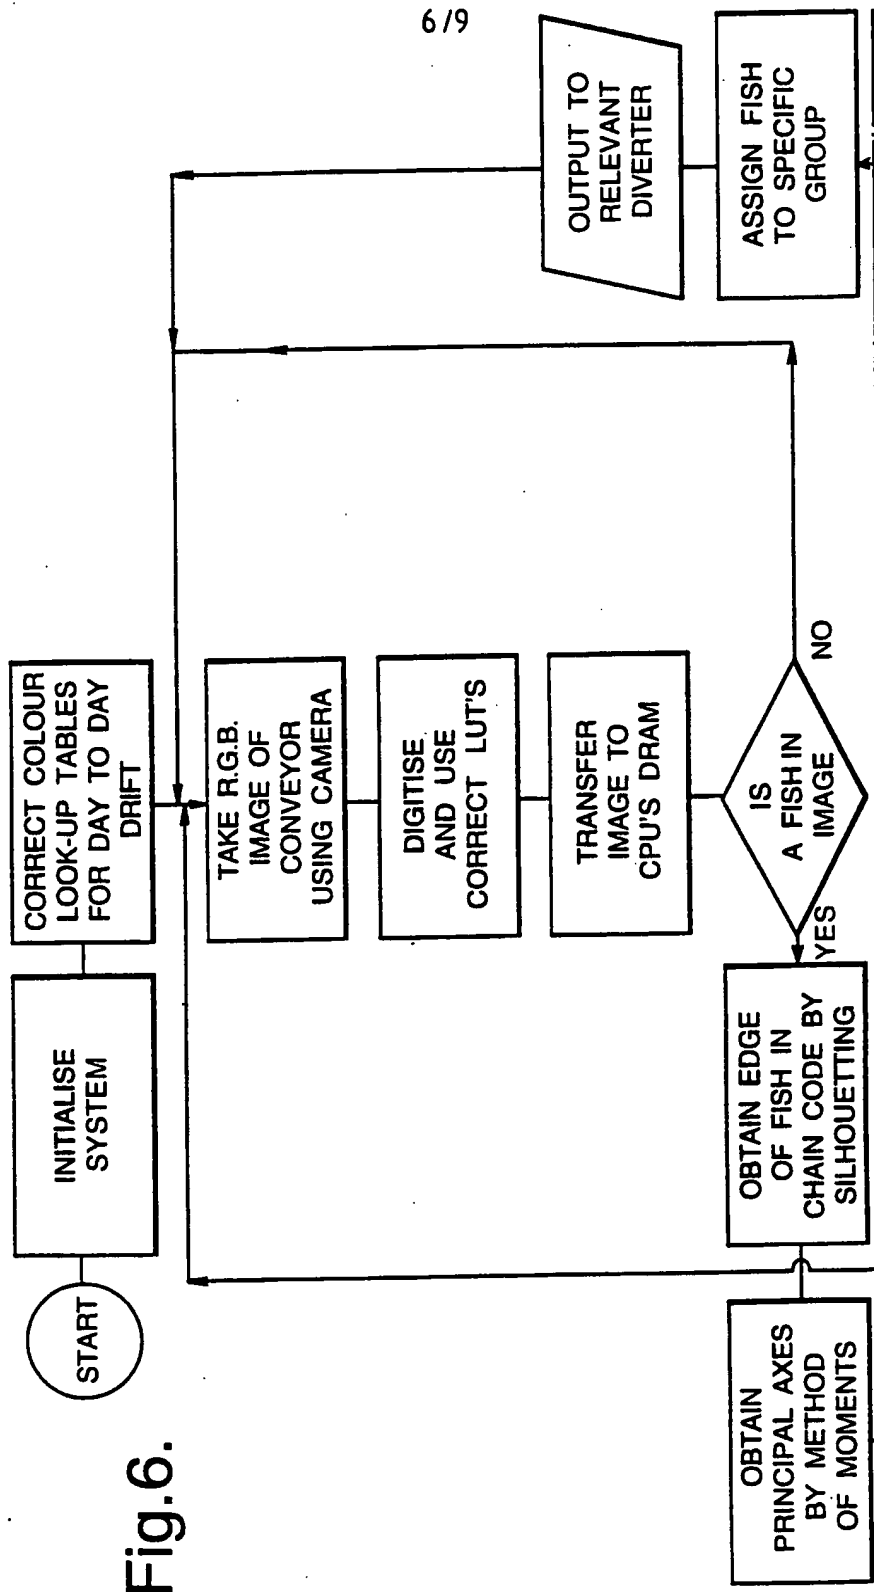 6/9
Fig.6.
START
INITIALISE
SYSTEM
CORRECT COLOUR
LOOK-UP TABLES
FOR DAY TO DAY
DRIFT
TAKE R.G.B.
IMAGE OF
CONVEYOR
USING CAMERA
DIGITISE
AND USE
CORRECT LUT'S
TRANSFER
IMAGE TO
CPU'S DRAM
IS
A FISH IN
IMAGE
YES
NO
OBTAIN EDGE
OF FISH IN
CHAIN CODE BY
SILHOUETTING
OBTAIN
PRINCIPAL AXES
BY METHOD
OF MOMENTS
OUTPUT TO
RELEVANT
DIVERTER
ASSIGN FISH
TO SPECIFIC
GROUP